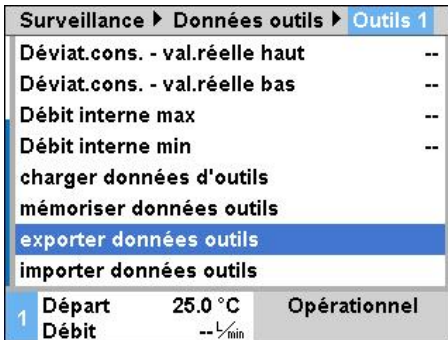 Surveillance ▶ Données outils ▶ Outils 1
Déviat.cons. - val.réelle haut --
Déviat.cons. - val.réelle bas --
Débit interne max --
Débit interne min --
charger données d'outils
mémoriser données outils
exporter données outils
importer données outils
1 Départ 25.0 °C Opérationnel
Débit -- L/min